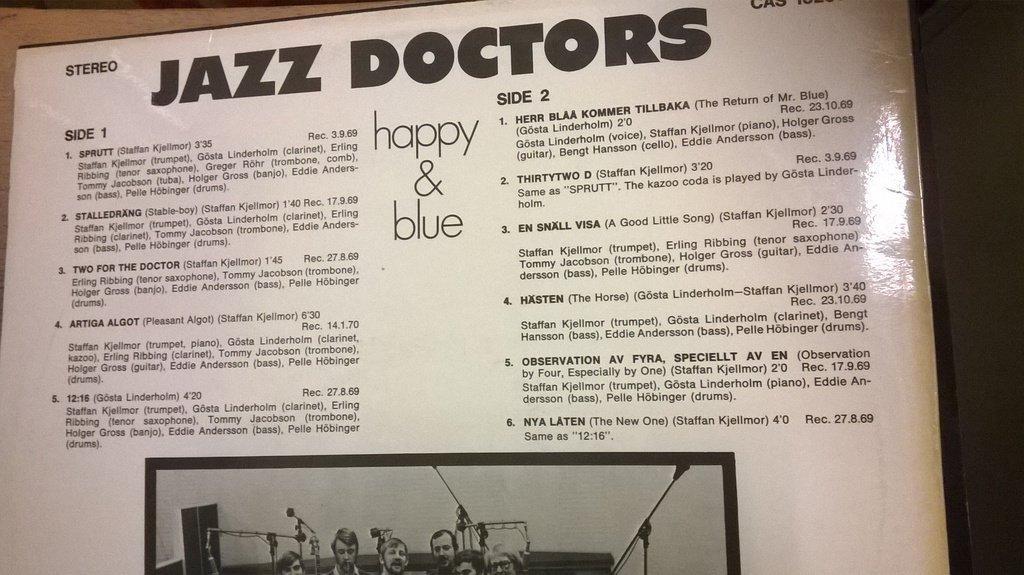 STEREO
JAZZ DOCTORS
happy
&
blue
SIDE 1
1. SPRUTT (Staffan Kjellmor) 3'35 Rec. 3.9.69
Staffan Kjellmor (trumpet), Gösta Linderholm (clarinet), Erling
Ribbing (tenor saxophone), Greger Röhr (trombone, comb),
Tommy Jacobson (tuba), Holger Gross (banjo), Eddie Anders-
son (bass), Pelle Höbinger (drums).
2. STALLEDRÄNG (Stable-boy) (Staffan Kjellmor) 1'40 Rec. 17.9.69
Staffan Kjellmor (trumpet), Gösta Linderholm (clarinet), Erling
Ribbing (clarinet), Tommy Jacobson (trombone), Eddie Anders-
son (bass), Pelle Höbinger (drums).
3. TWO FOR THE DOCTOR (Staffan Kjellmor) 1'45 Rec. 27.8.69
Erling Ribbing (tenor saxophone), Tommy Jacobson (trombone),
Holger Gross (banjo), Eddie Andersson (bass), Pelle Höbinger
(drums).
4. ARTIGA ALGOT (Pleasant Algot) (Staffan Kjellmor) 6'30
Rec. 14.1.70
Staffan Kjellmor (trumpet, piano), Gösta Linderholm (clarinet,
kazoo), Erling Ribbing (clarinet), Tommy Jacobson (trombone),
Holger Gross (guitar), Eddie Andersson (bass), Pelle Höbinger
(drums).
5. 12:16 (Gösta Linderholm) 4'20 Rec. 27.8.69
Staffan Kjellmor (trumpet), Gösta Linderholm (clarinet), Erling
Ribbing (tenor saxophone), Tommy Jacobson (trombone),
Holger Gross (banjo), Eddie Andersson (bass), Pelle Höbinger
(drums).
SIDE 2
1. HERR BLAÅ KOMMER TILLBAKA (The Return of Mr. Blue)
(Gösta Linderholm) 2'0 Rec. 23.10.69
Gösta Linderholm (voice), Staffan Kjellmor (piano), Holger Gross
(guitar), Bengt Hansson (cello), Eddie Andersson (bass).
2. THIRTYTWO D (Staffan Kjellmor) 3'20 Rec. 3.9.69
Same as "SPRUTT". The kazoo coda is played by Gösta Linder-
holm.
3. EN SNÄLL VISA (A Good Little Song) (Staffan Kjellmor) 2'30
Rec. 17.9.69
Staffan Kjellmor (trumpet), Erling Ribbing (tenor saxophone)
Tommy Jacobson (trombone), Holger Gross (guitar), Eddie An-
dersson (bass), Pelle Höbinger (drums).
4. HÄSTEN (The Horse) (Gösta Linderholm—Staffan Kjellmor) 3'40
Rec. 23.10.69
Staffan Kjellmor (trumpet), Gösta Linderholm (clarinet), Bengt
Hansson (bass), Eddie Andersson (bass), Pelle Höbinger (drums).
5. OBSERVATION AV FYRA, SPECIELLT AV EN (Observation
by Four, Especially by One) (Staffan Kjellmor) 2'0 Rec. 17.9.69
Staffan Kjellmor (trumpet), Gösta Linderholm (piano), Eddie An-
dersson (bass), Pelle Höbinger (drums).
6. NYA LÅTEN (The New One) (Staffan Kjellmor) 4'0 Rec. 27.8.69
Same as "12:16".